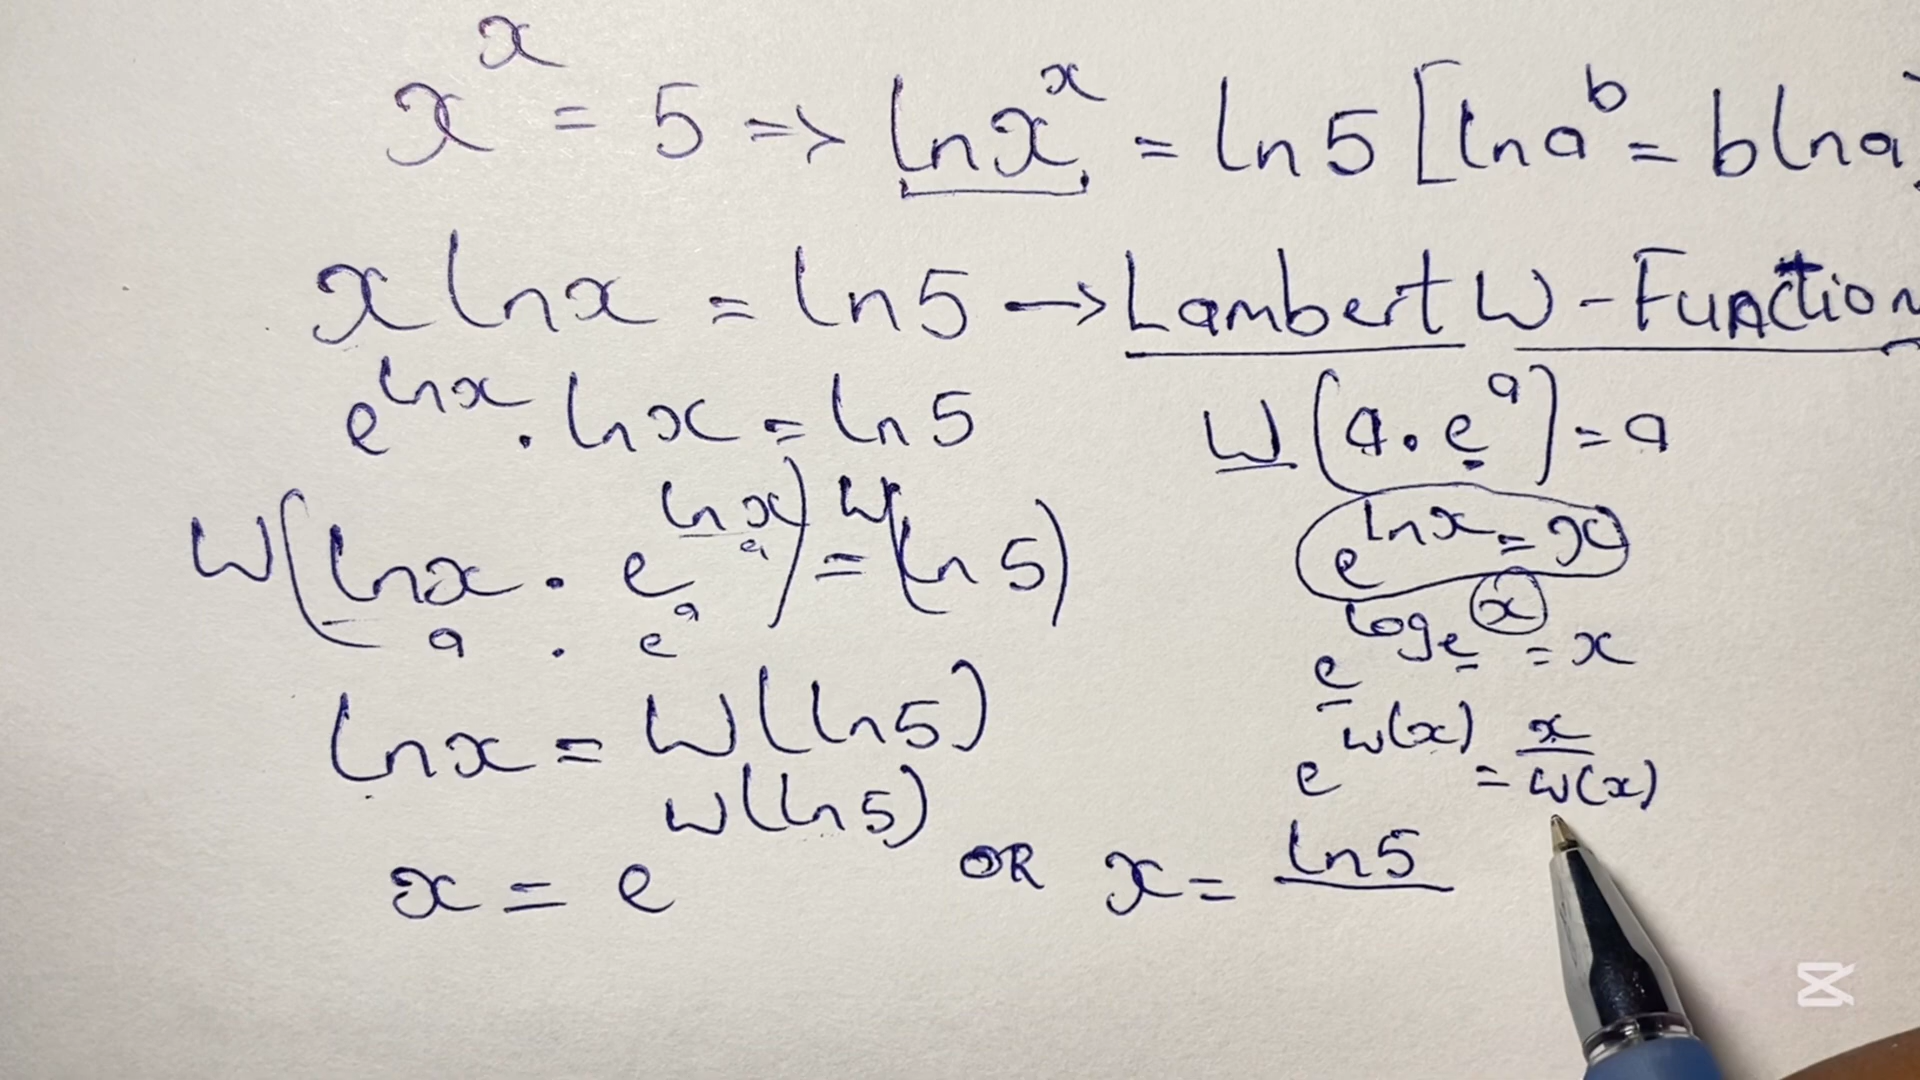 x^x = 5 => ln x^x = ln 5 [ln a^b = b ln a]
x ln x = ln 5 → Lambert W - Function
e^ln x . ln x = ln 5
W(a . e^a) = a
W(ln x . e^ln x) = W(ln 5)
a . e^a
a
e^ln x = x
e^log_e x = x
ln x = W(ln 5)
e^W(x) = x / W(x)
x = e^W(ln 5) OR x = ln 5 /